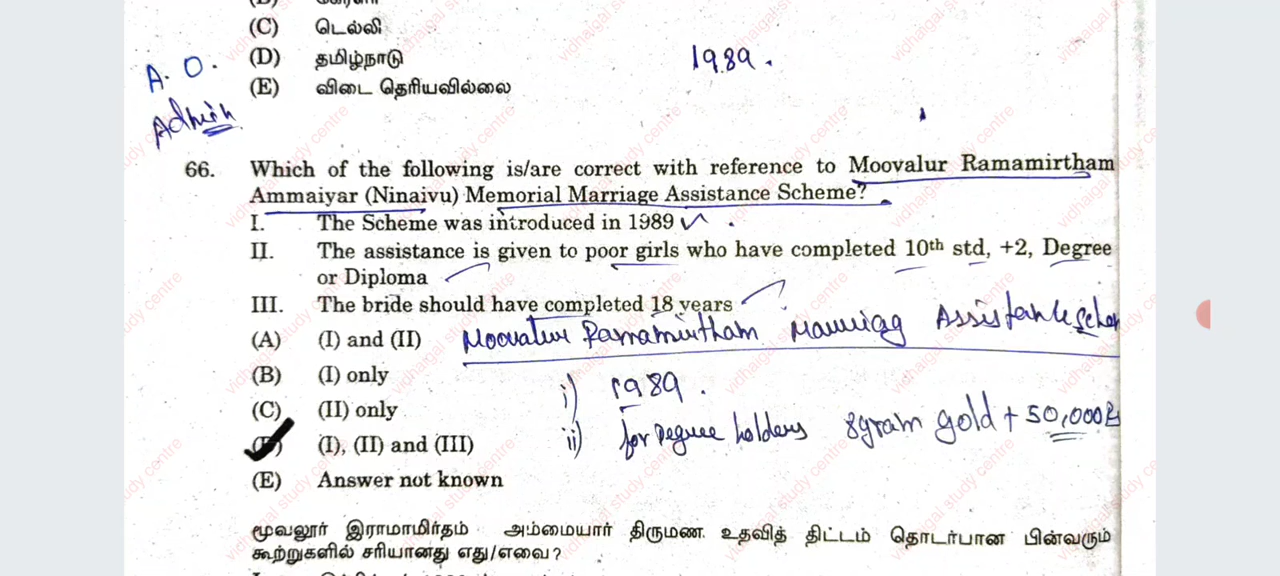 (C) டெல்லி
(D) தமிழ்நாடு
(E) விடை தெரியவில்லை
1989.
A. O.
66. Which of the following is/are correct with reference to Moovalur Ramamirtham
Ammaiyar (Ninaivu) Memorial Marriage Assistance Scheme?
I. The Scheme was introduced in 1989
II. The assistance is given to poor girls who have completed 10th std, +2, Degree
or Diploma
III. The bride should have completed 18 years
(A) (I) and (II)
Moovalur Ramamirtham Marriage Assistance
(B) (I) only
i) 1989.
(C) (II) only
ii) for Degree holders 8gram gold + 50,000
(I), (II) and (III)
(E) Answer not known
மூவலூர் இராமாமிர்தம் அம்மையார் திருமண உதவித் திட்டம் தொடர்பான பின்வரும்
கூற்றுகளில் சரியானது எது/எவை?
vidhaigal study centre